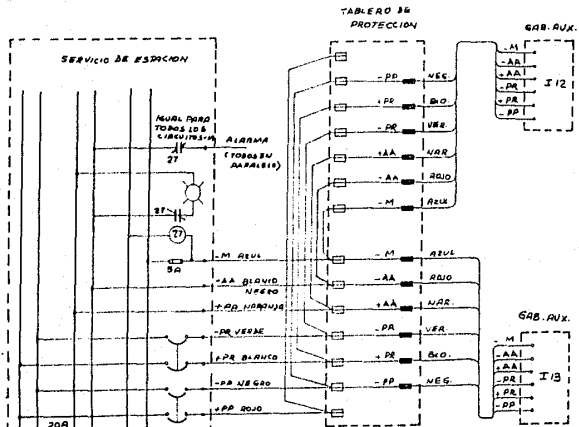 TABLERO DE
PROTECCION
GAB. AUX.
SERVICIO DE ESTACION
-M
-AA
+AA
-PR
+PR
-PP
I 12
-PP NEG.
+PR BCO.
-PR VER.
+AA NAR
-AA ROJO
-M AZUL
IGUAL PARA
TODOS LOS
CIRCUITOS-M
27
ALARMA
(TODOS EN
PARALELO)
27
27
5A
-M AZUL
-AA BLANCO
NEGRO
+AA NARANJA
-PR VERDE
+PR BLANCO
-PP NEGRO
+PP ROJO
20A
-M AZUL
-AA ROJO
+AA NAR.
-PR VER.
+PR BCO.
-PP NEG.
GAB. AUX.
-M
-AA
+AA
-PR
+PR
-PP
I 13